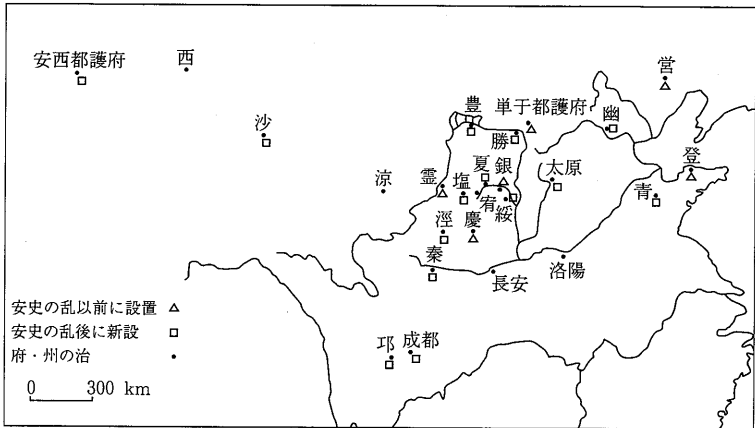 安西都護府
西
営
豊
単于都護府
幽
沙
勝
夏
銀
登
霊
塩
太原
涼
宥
綏
青
涇
慶
秦
長安
洛陽
安史の乱以前に設置 △
安史の乱後に新設 □
府・州の治 •
邛
成都
0 300 km